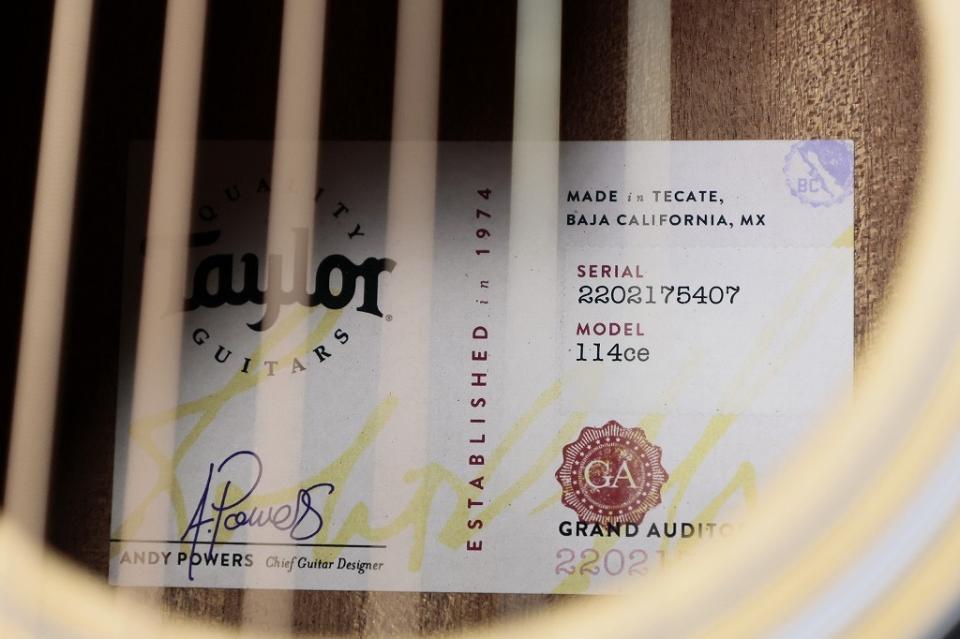 QUALITY
Taylor®
GUITARS
A.Powers
ANDY POWERS Chief Guitar Designer
ESTABLISHED in 1974
BC
MADE in TECATE,
BAJA CALIFORNIA, MX
SERIAL
2202175407
MODEL
114ce
GA
GRAND AUDITO
22021